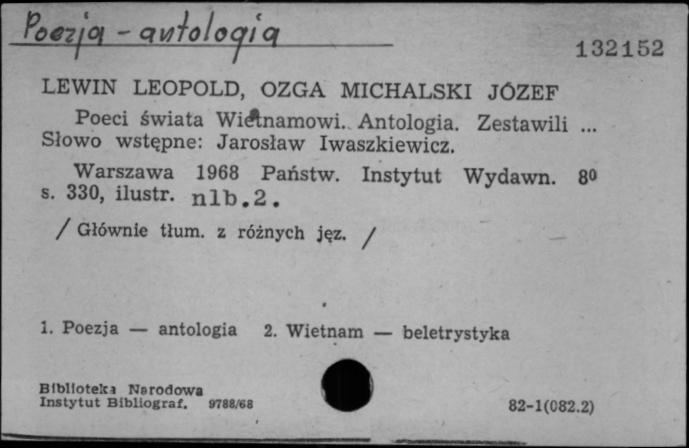 Poezja - antologia
132152
LEWIN LEOPOLD, OZGA MICHALSKI JÓZEF
Poeci świata Wietnamowi. Antologia. Zestawili ...
Słowo wstępne: Jarosław Iwaszkiewicz.
Warszawa 1968 Państw. Instytut Wydawn. 8⁰
s. 330, ilustr. nlb.2.
/ Głównie tłum. z różnych jęz. /
1. Poezja — antologia 2. Wietnam — beletrystyka
Biblioteka Narodowa
Instytut Bibliograf. 9788/68
82-1(082.2)